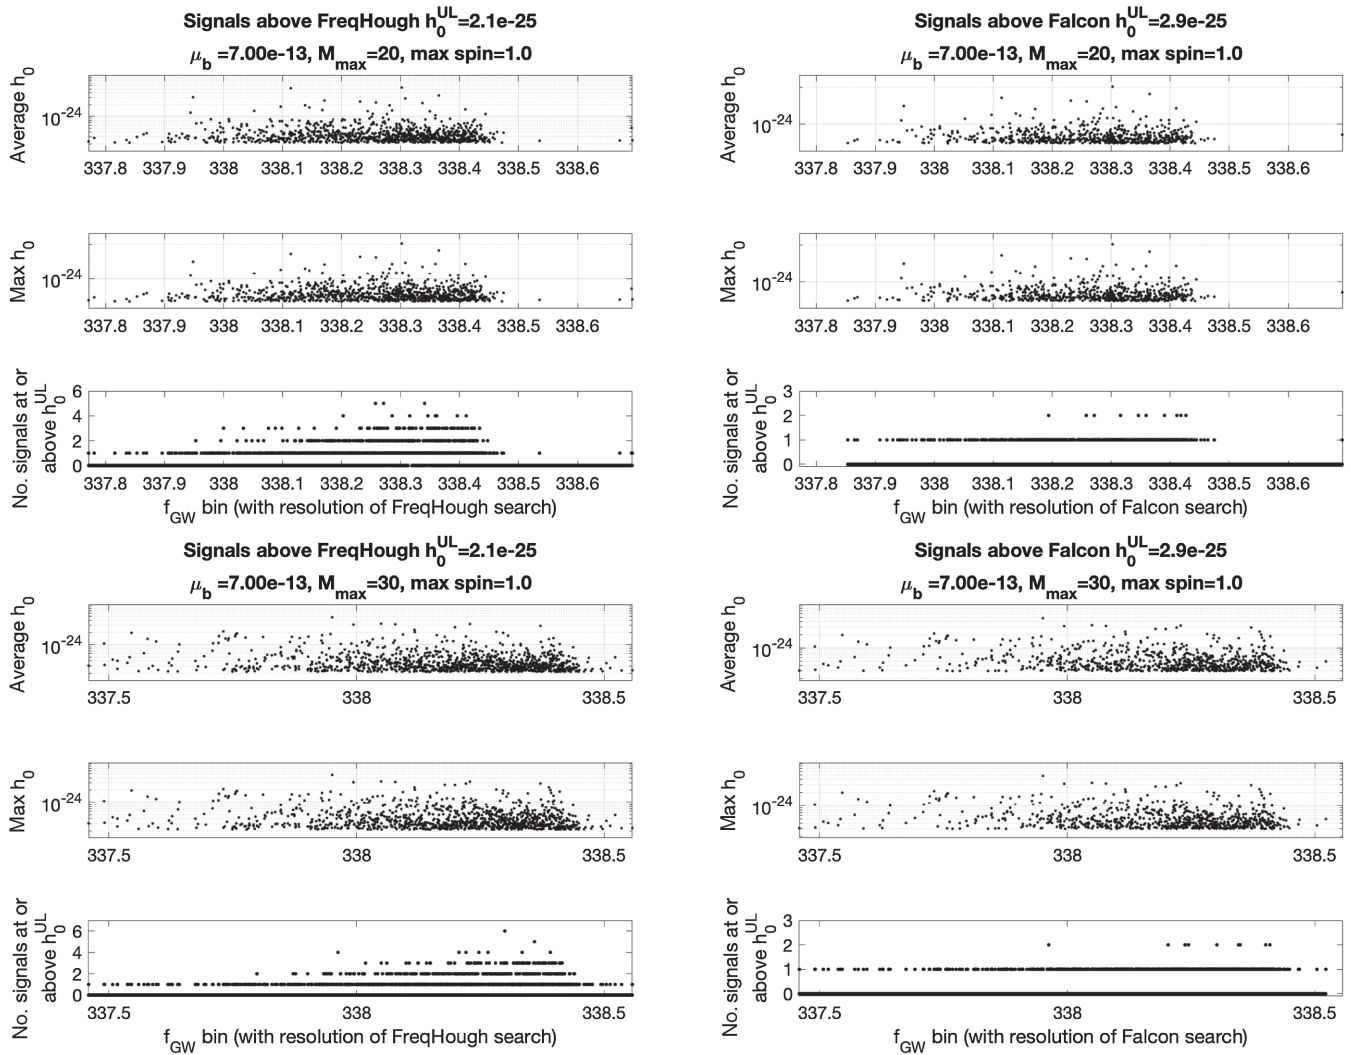 Signals above FreqHough h₀ᵁᴸ=2.1e-25
μ_b =7.00e-13, M_max=20, max spin=1.0
Average h₀
10⁻²⁴
337.8 337.9 338 338.1 338.2 338.3 338.4 338.5 338.6
Max h₀
10⁻²⁴
337.8 337.9 338 338.1 338.2 338.3 338.4 338.5 338.6
No. signals at or
above h₀ᵁᴸ
6
4
2
0
337.8 337.9 338 338.1 338.2 338.3 338.4 338.5 338.6
f_GW bin (with resolution of FreqHough search)
Signals above Falcon h₀ᵁᴸ=2.9e-25
μ_b =7.00e-13, M_max=20, max spin=1.0
Average h₀
10⁻²⁴
337.8 337.9 338 338.1 338.2 338.3 338.4 338.5 338.6
Max h₀
10⁻²⁴
337.8 337.9 338 338.1 338.2 338.3 338.4 338.5 338.6
No. signals at or
above h₀ᵁᴸ
3
2
1
0
337.8 337.9 338 338.1 338.2 338.3 338.4 338.5 338.6
f_GW bin (with resolution of Falcon search)
Signals above FreqHough h₀ᵁᴸ=2.1e-25
μ_b =7.00e-13, M_max=30, max spin=1.0
Average h₀
10⁻²⁴
337.5 338 338.5
Max h₀
10⁻²⁴
337.5 338 338.5
No. signals at or
above h₀ᵁᴸ
6
4
2
0
337.5 338 338.5
f_GW bin (with resolution of FreqHough search)
Signals above Falcon h₀ᵁᴸ=2.9e-25
μ_b =7.00e-13, M_max=30, max spin=1.0
Average h₀
10⁻²⁴
337.5 338 338.5
Max h₀
10⁻²⁴
337.5 338 338.5
No. signals at or
above h₀ᵁᴸ
3
2
1
0
337.5 338 338.5
f_GW bin (with resolution of Falcon search)